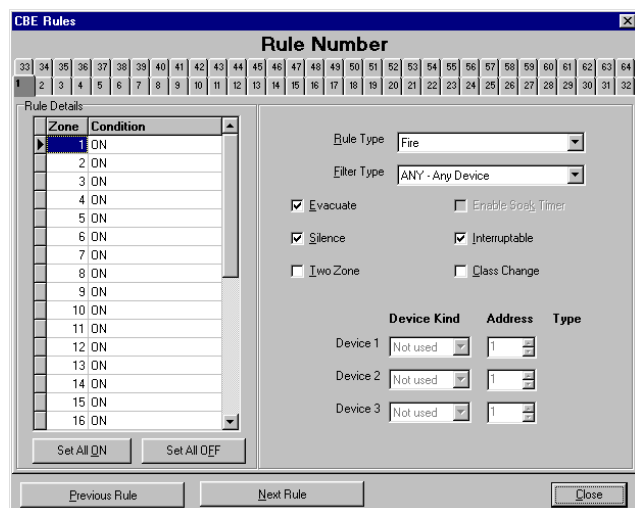 CBE Rules
Rule Number
33 34 35 36 37 38 39 40 41 42 43 44 45 46 47 48 49 50 51 52 53 54 55 56 57 58 59 60 61 62 63 64
1 2 3 4 5 6 7 8 9 10 11 12 13 14 15 16 17 18 19 20 21 22 23 24 25 26 27 28 29 30 31 32
Rule Details
Zone Condition
1 ON
2 ON
3 ON
4 ON
5 ON
6 ON
7 ON
8 ON
9 ON
10 ON
11 ON
12 ON
13 ON
14 ON
15 ON
16 ON
Set All ON Set All OFF
Rule Type Fire
Filter Type ANY - Any Device
Evacuate Enable Soak Timer
Silence Interruptable
Two Zone Class Change
Device Kind Address Type
Device 1 Not used 1
Device 2 Not used 1
Device 3 Not used 1
Previous Rule Next Rule Close